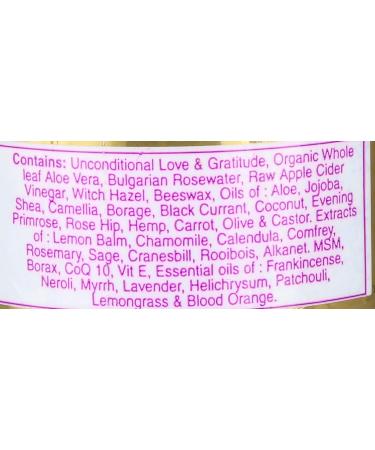 Contains: Unconditional Love & Gratitude, Organic Whole
leaf Aloe Vera, Bulgarian Rosewater, Raw Apple Cider
Vinegar, Witch Hazel, Beeswax, Oils of : Aloe, Jojoba,
Shea, Camellia, Borage, Black Currant, Coconut, Evening
Primrose, Rose Hip, Hemp, Carrot, Olive & Castor. Extracts
of : Lemon Balm, Chamomile, Calendula, Comfrey,
Rosemary, Sage, Cranesbill, Rooibois, Alkanet. MSM,
Borax, CoQ 10, Vit E, Essential oils of : Frankincense,
Neroli, Myrrh, Lavender, Helichrysum, Patchouli,
Lemongrass & Blood Orange.